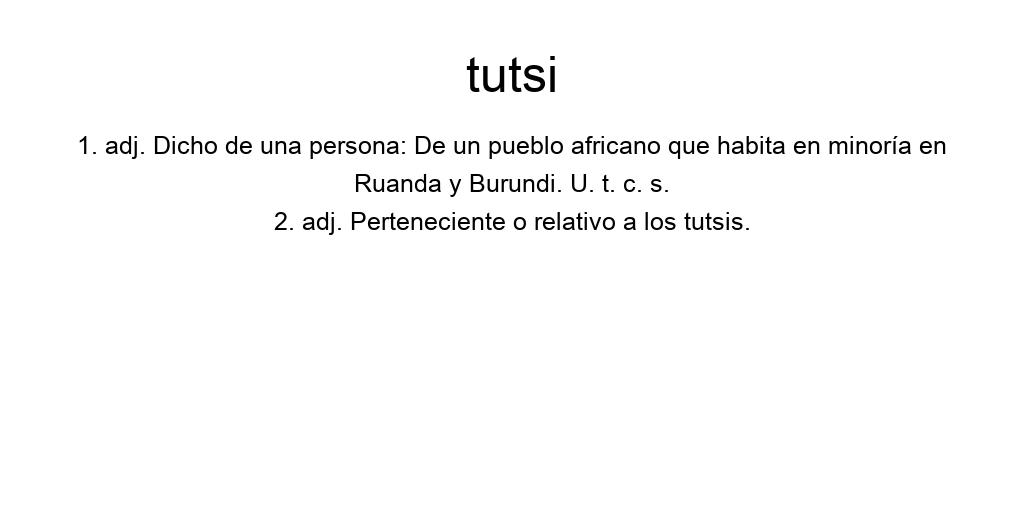 tutsi
1. adj. Dicho de una persona: De un pueblo africano que habita en minoría en
Ruanda y Burundi. U. t. c. s.
2. adj. Perteneciente o relativo a los tutsis.